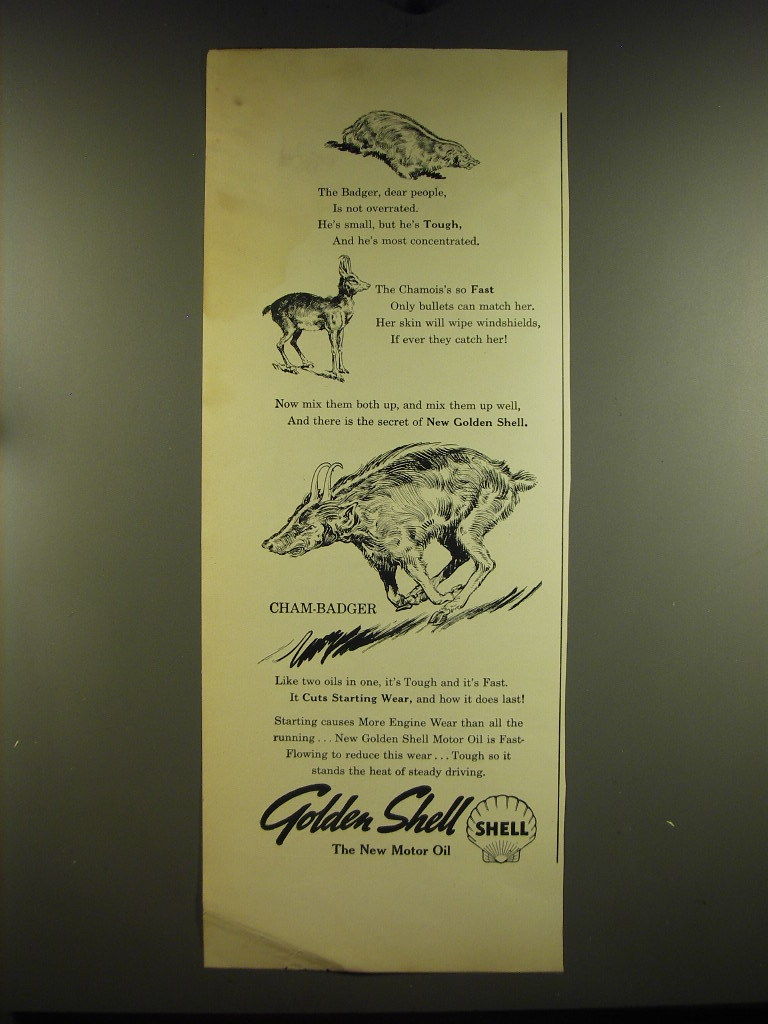 The Badger, dear people,
Is not overrated.
He's small, but he's Tough,
And he's most concentrated.
The Chamois's so Fast
Only bullets can match her.
Her skin will wipe windshields,
If ever they catch her!
Now mix them both up, and mix them up well,
And there is the secret of New Golden Shell.
CHAM-BADGER
Like two oils in one, it's Tough and it's Fast.
It Cuts Starting Wear, and how it does last!
Starting causes More Engine Wear than all the
running . . . New Golden Shell Motor Oil is Fast-
Flowing to reduce this wear . . . Tough so it
stands the heat of steady driving.
Golden Shell
SHELL
The New Motor Oil